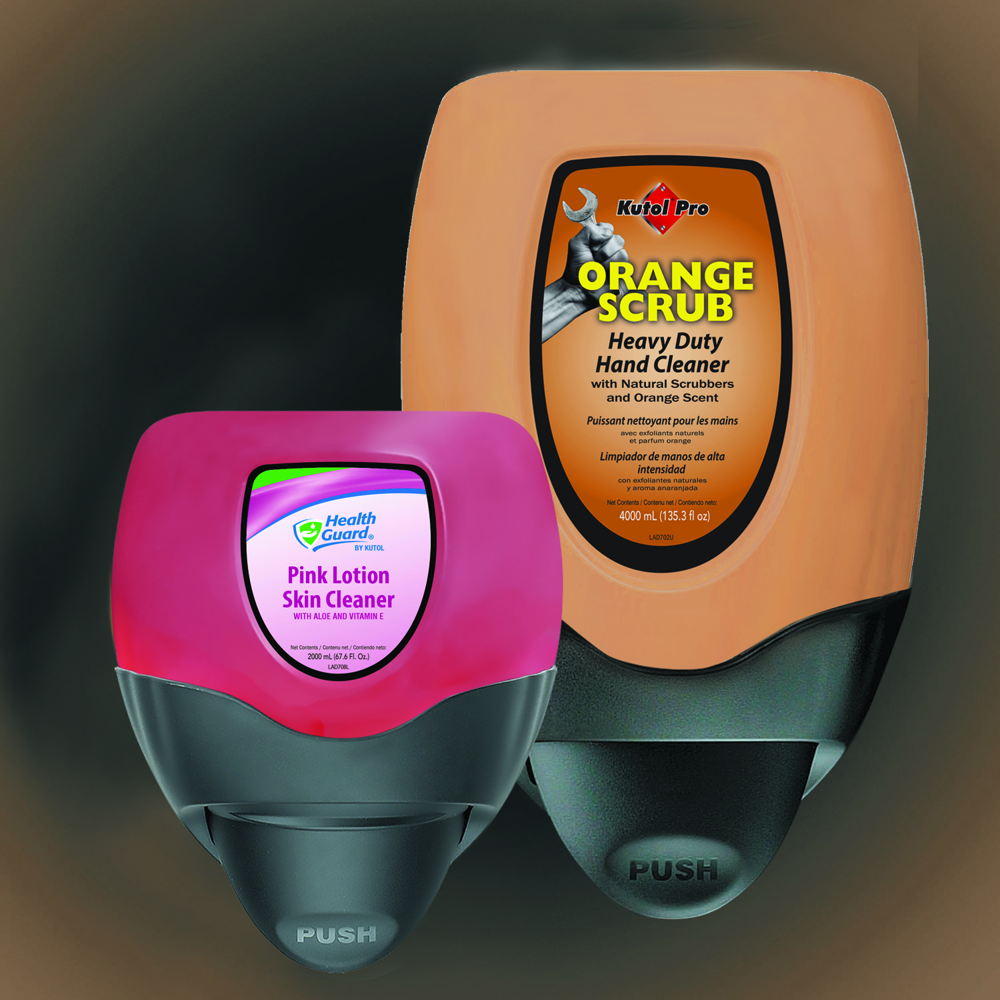 Kutol® Pro
ORANGE
SCRUB
Heavy Duty
Hand Cleaner
with Natural Scrubbers
and Orange Scent
Puissant nettoyant pour les mains
avec exfoliants naturels
et parfum orange
Limpiador de manos de alta
intensidad
con exfoliantes naturales
y aroma anaranjada
Net Contents / Contenu net / Contiendo neto:
4000 mL (135.3 fl oz)
LAD702U
PUSH
Health
Guard®
BY KUTOL
Pink Lotion
Skin Cleaner
WITH ALOE AND VITAMIN E
Net Contents / Contenu net / Contiendo neto:
2000 mL (67.6 Fl. Oz.)
LAD708L
PUSH